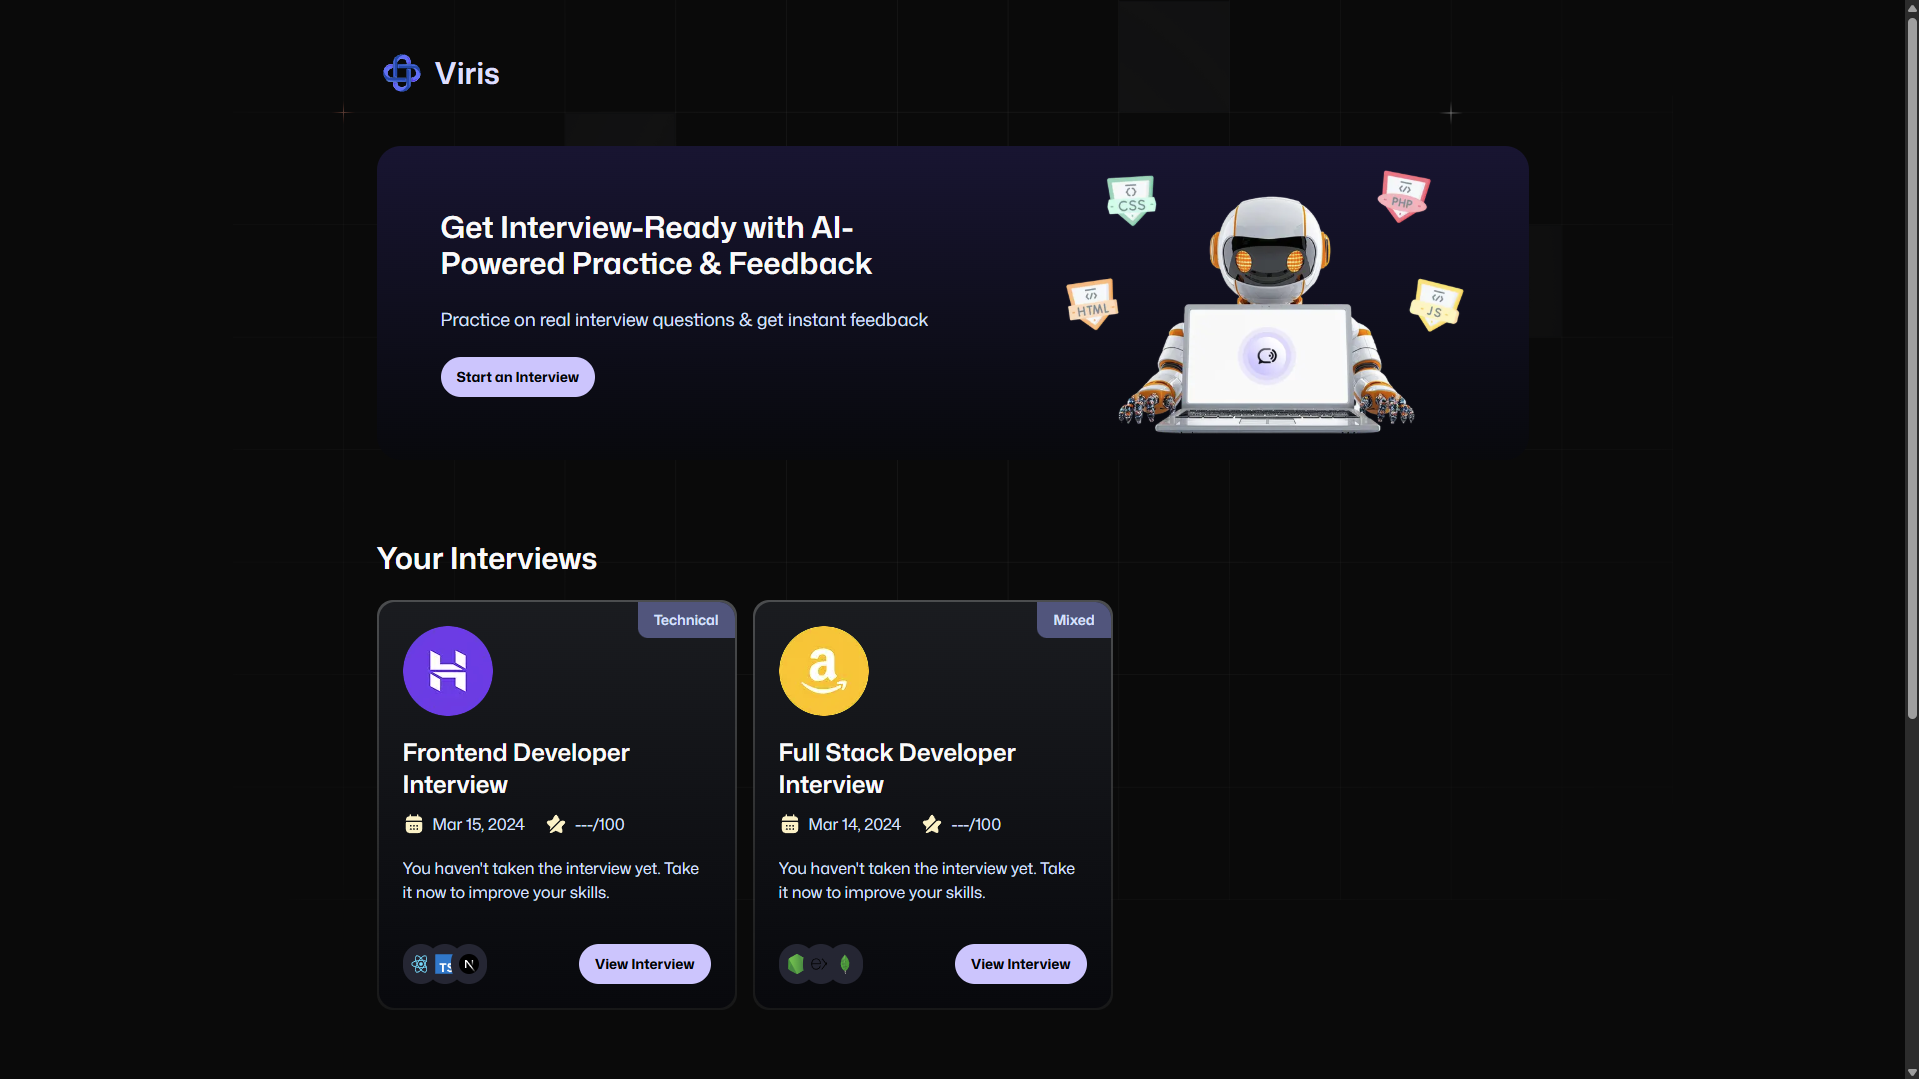 Viris
Get Interview-Ready with AI-
Powered Practice & Feedback
Practice on real interview questions & get instant feedback
Start an Interview
CSS
PHP
HTML
JS
Your Interviews
Technical
Frontend Developer
Interview
Mar 15, 2024 ---/100
You haven't taken the interview yet. Take
it now to improve your skills.
TS N
View Interview
Mixed
a
Full Stack Developer
Interview
Mar 14, 2024 ---/100
You haven't taken the interview yet. Take
it now to improve your skills.
ex
View Interview